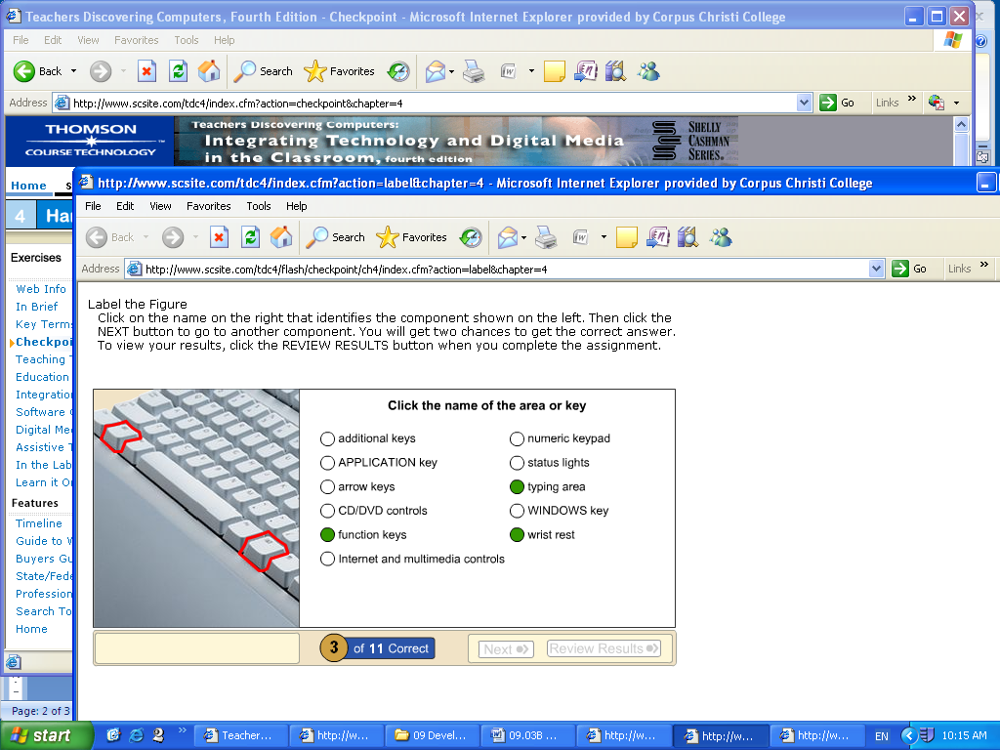 Teachers Discovering Computers, Fourth Edition - Checkpoint - Microsoft Internet Explorer provided by Corpus Christi College
File Edit View Favorites Tools Help
Back Search Favorites
Address http://www.scsite.com/tdc4/index.cfm?action=checkpoint&chapter=4 Go Links »
THOMSON
COURSE TECHNOLOGY
Teachers Discovering Computers:
Integrating Technology and Digital Media
in the Classroom, fourth edition
SHELLY
CASHMAN
SERIES®
Home
4
Exercises
Web Info
In Brief
Key Terms
Checkpoi
Teaching
Education
Integration
Software
Digital Me
Assistive
In the Lab
Learn it O
Features
Timeline
Guide to
Buyers Gu
State/Fede
Profession
Search To
Home
Page: 2 of 3
http://www.scsite.com/tdc4/index.cfm?action=label&chapter=4 - Microsoft Internet Explorer provided by Corpus Christi College
File Edit View Favorites Tools Help
Back Search Favorites
Address http://www.scsite.com/tdc4/flash/checkpoint/ch4/index.cfm?action=label&chapter=4 Go Links »
Label the Figure
Click on the name on the right that identifies the component shown on the left. Then click the
NEXT button to go to another component. You will get two chances to get the correct answer.
To view your results, click the REVIEW RESULTS button when you complete the assignment.
Click the name of the area or key
additional keys
APPLICATION key
arrow keys
CD/DVD controls
function keys
Internet and multimedia controls
numeric keypad
status lights
typing area
WINDOWS key
wrist rest
3 of 11 Correct
Next Review Results
start » Teacher... http://w... 09 Devel... 09.03B ... http://w... http://w... http://w... EN 10:15 AM